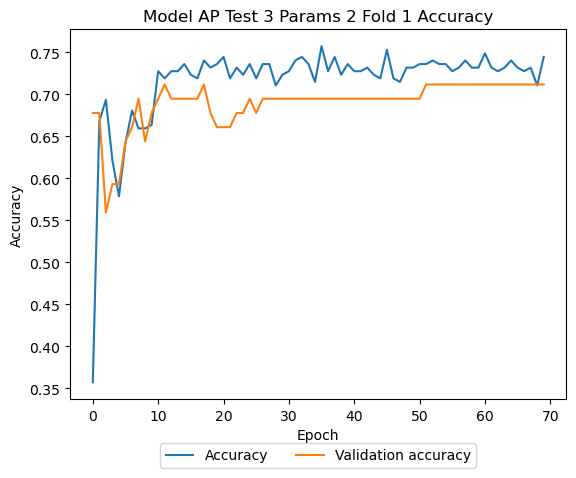 Model AP Test 3 Params 2 Fold 1 Accuracy
0.75
0.70
0.65
0.60
0.55
0.50
0.45
0.40
0.35
Accuracy
0 10 20 30 40 50 60 70
Epoch
Accuracy Validation accuracy